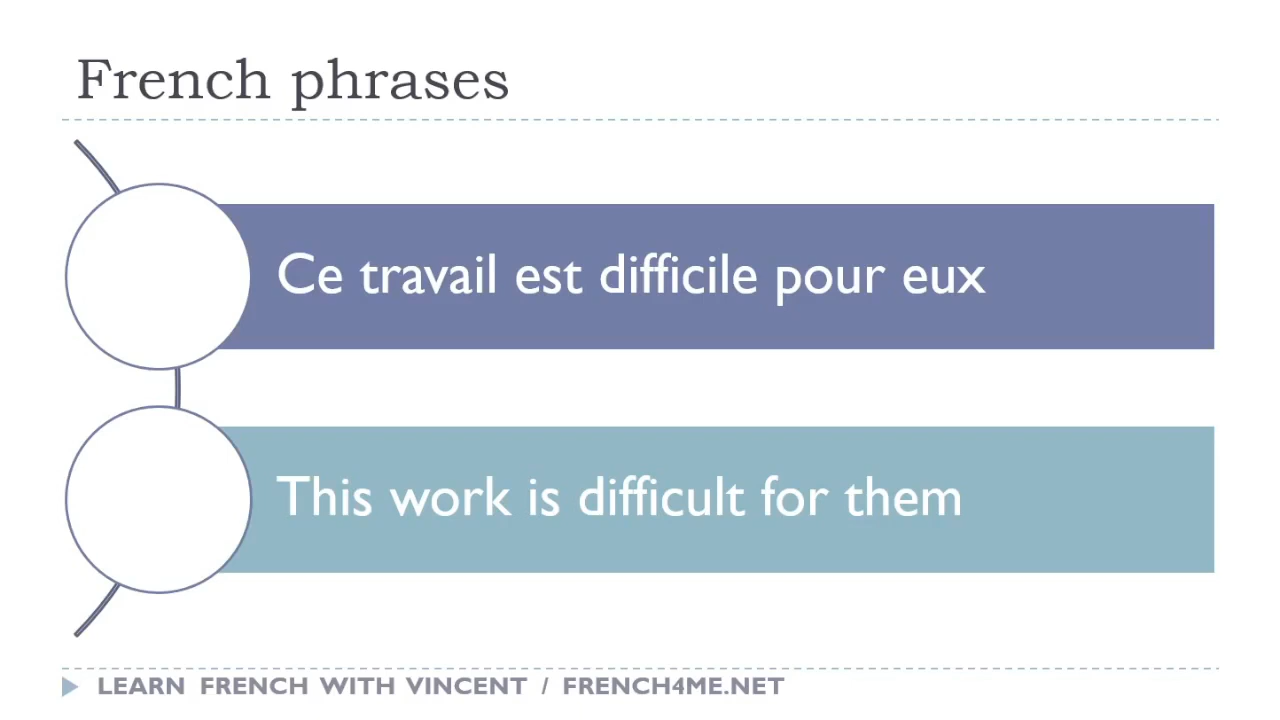 French phrases
Ce travail est difficile pour eux
This work is difficult for them
LEARN FRENCH WITH VINCENT / FRENCH4ME.NET